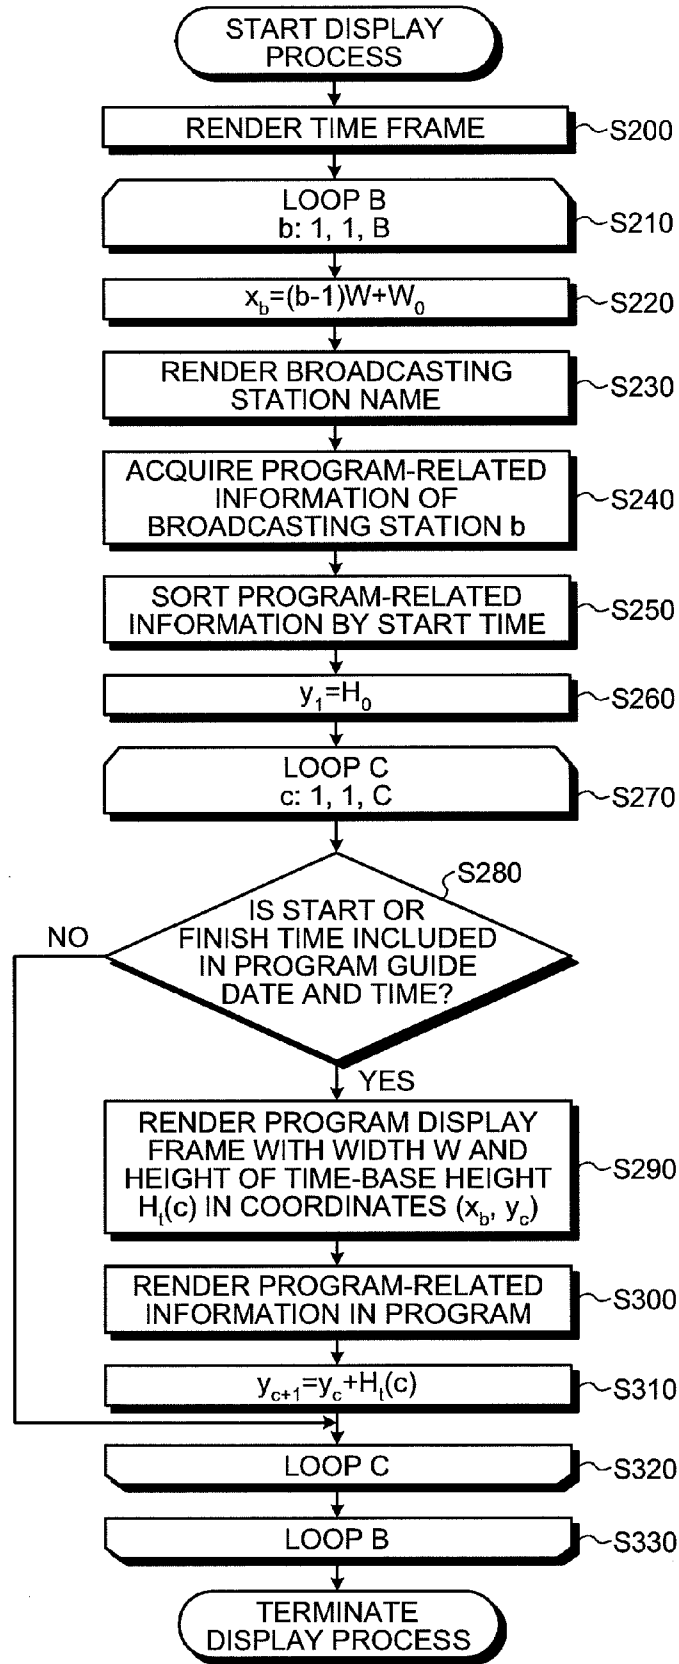 START DISPLAY
PROCESS
RENDER TIME FRAME
S200
LOOP B
b: 1, 1, B
S210
x_b=(b-1)W+W_0
S220
RENDER BROADCASTING
STATION NAME
S230
ACQUIRE PROGRAM-RELATED
INFORMATION OF
BROADCASTING STATION b
S240
SORT PROGRAM-RELATED
INFORMATION BY START TIME
S250
y_1=H_0
S260
LOOP C
c: 1, 1, C
S270
S280
IS START OR
FINISH TIME INCLUDED
IN PROGRAM GUIDE
DATE AND TIME?
NO
YES
RENDER PROGRAM DISPLAY
FRAME WITH WIDTH W AND
HEIGHT OF TIME-BASE HEIGHT
H_t(c) IN COORDINATES (x_b, y_c)
S290
RENDER PROGRAM-RELATED
INFORMATION IN PROGRAM
S300
y_{c+1}=y_c+H_t(c)
S310
LOOP C
S320
LOOP B
S330
TERMINATE
DISPLAY PROCESS